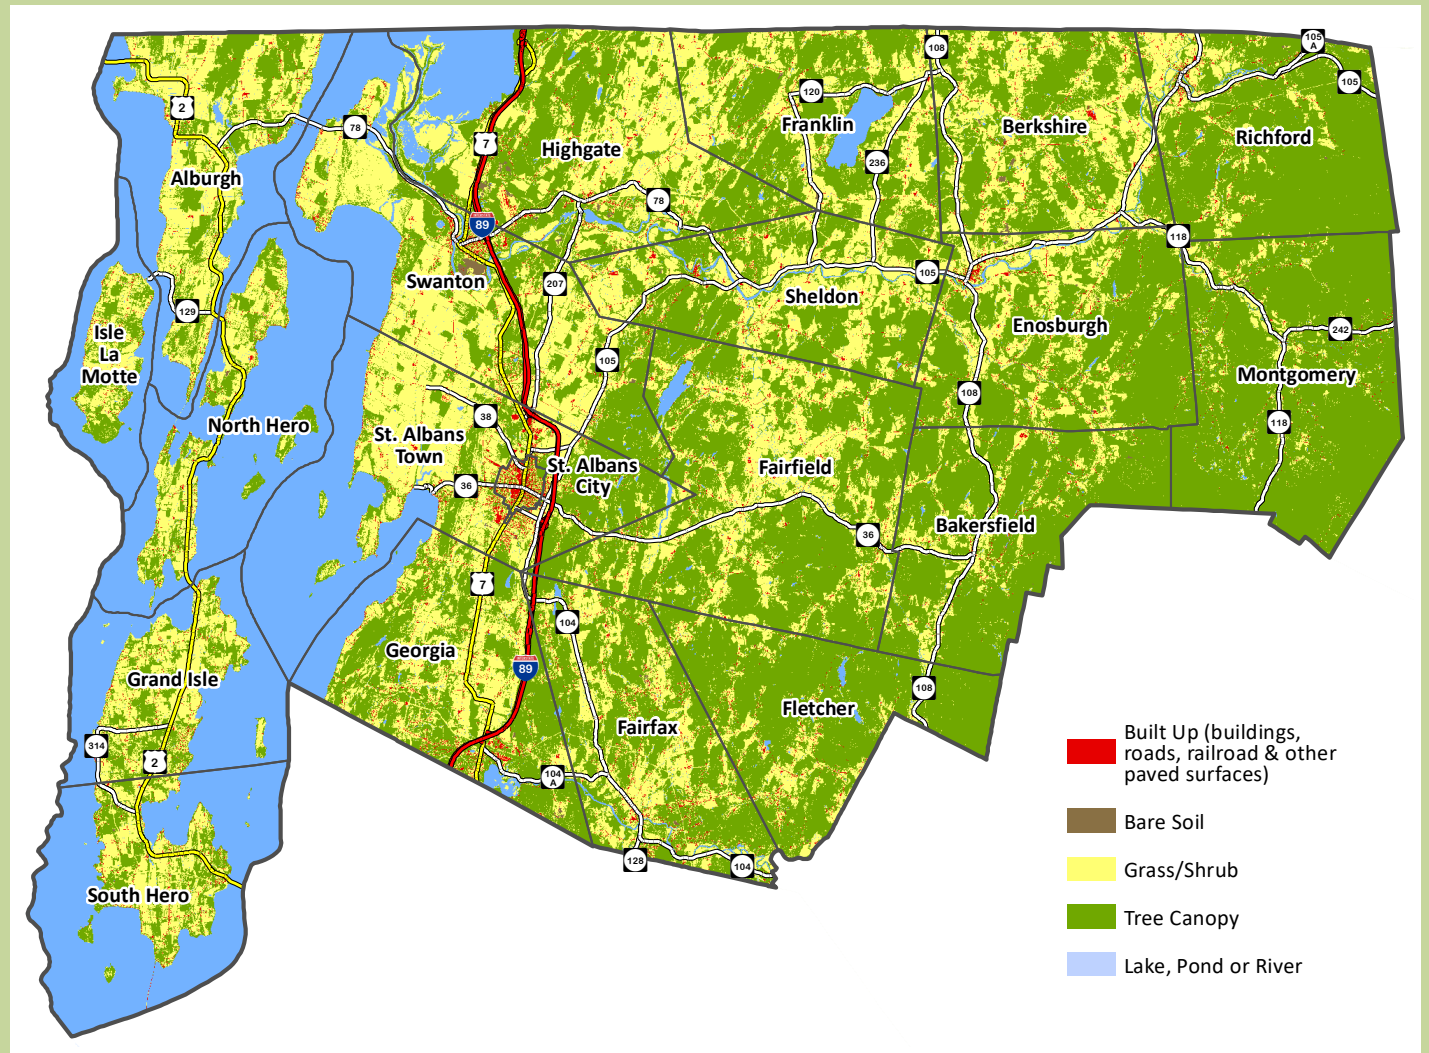 105
A
108
105
120
2
Franklin
Berkshire
78
Richford
7
Highgate
236
Alburgh
78
89
118
105
Swanton
207
Sheldon
129
Enosburgh
242
Isle
La
Motte
105
Montgomery
108
38
118
North Hero
St. Albans
Town
St. Albans
City
Fairfield
36
Bakersfield
36
7
104
Georgia
89
Grand Isle
108
Fletcher
Fairfax
314
2
104
A
128
104
South Hero
Built Up (buildings,
roads, railroad & other
paved surfaces)
Bare Soil
Grass/Shrub
Tree Canopy
Lake, Pond or River